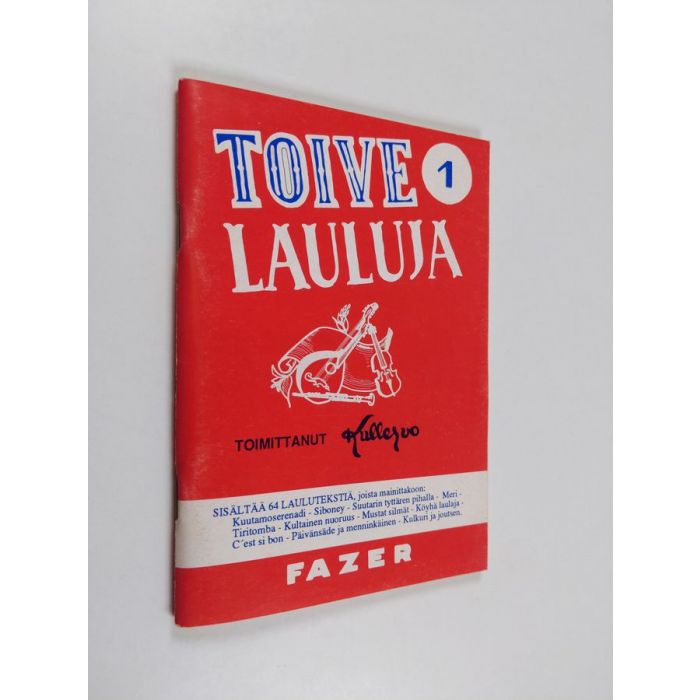 TOIVE 1
LAULUJA
TOIMITTANUT Kullervo
SISÄLTÄÄ 64 LAULUTEKSTIÄ, joista mainittakoon:
Kuutamoserenadi - Siboney - Suutarin tyttären pihalla - Meri -
Tiritomba - Kultainen nuoruus - Mustat silmät - Köyhä laulaja -
C'est si bon - Päivänsäde ja menninkäinen - Kulkuri ja joutsen.
FAZER